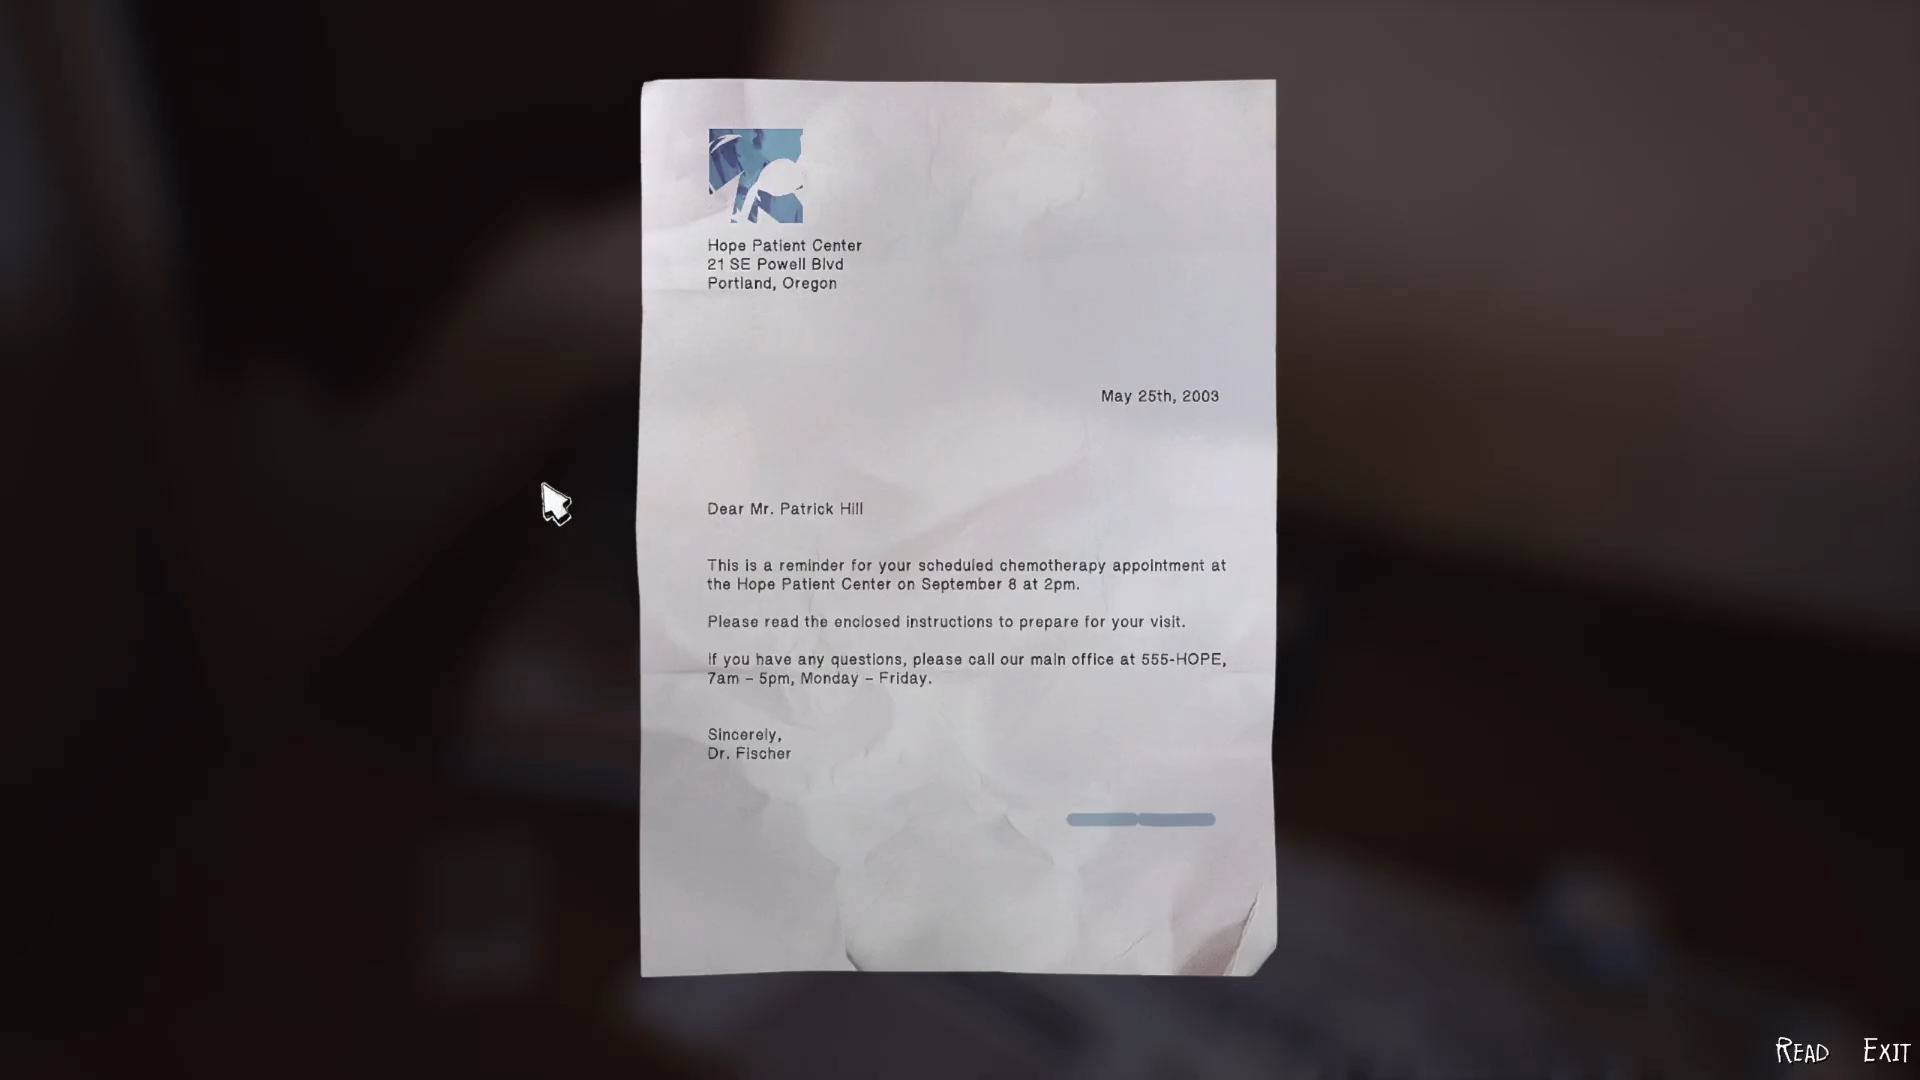 Hope Patient Center
21 SE Powell Blvd
Portland, Oregon
May 25th, 2003
Dear Mr. Patrick Hill
This is a reminder for your scheduled chemotherapy appointment at
the Hope Patient Center on September 8 at 2pm.
Please read the enclosed instructions to prepare for your visit.
If you have any questions, please call our main office at 555-HOPE,
7am – 5pm, Monday – Friday.
Sincerely,
Dr. Fischer
READ EXIT